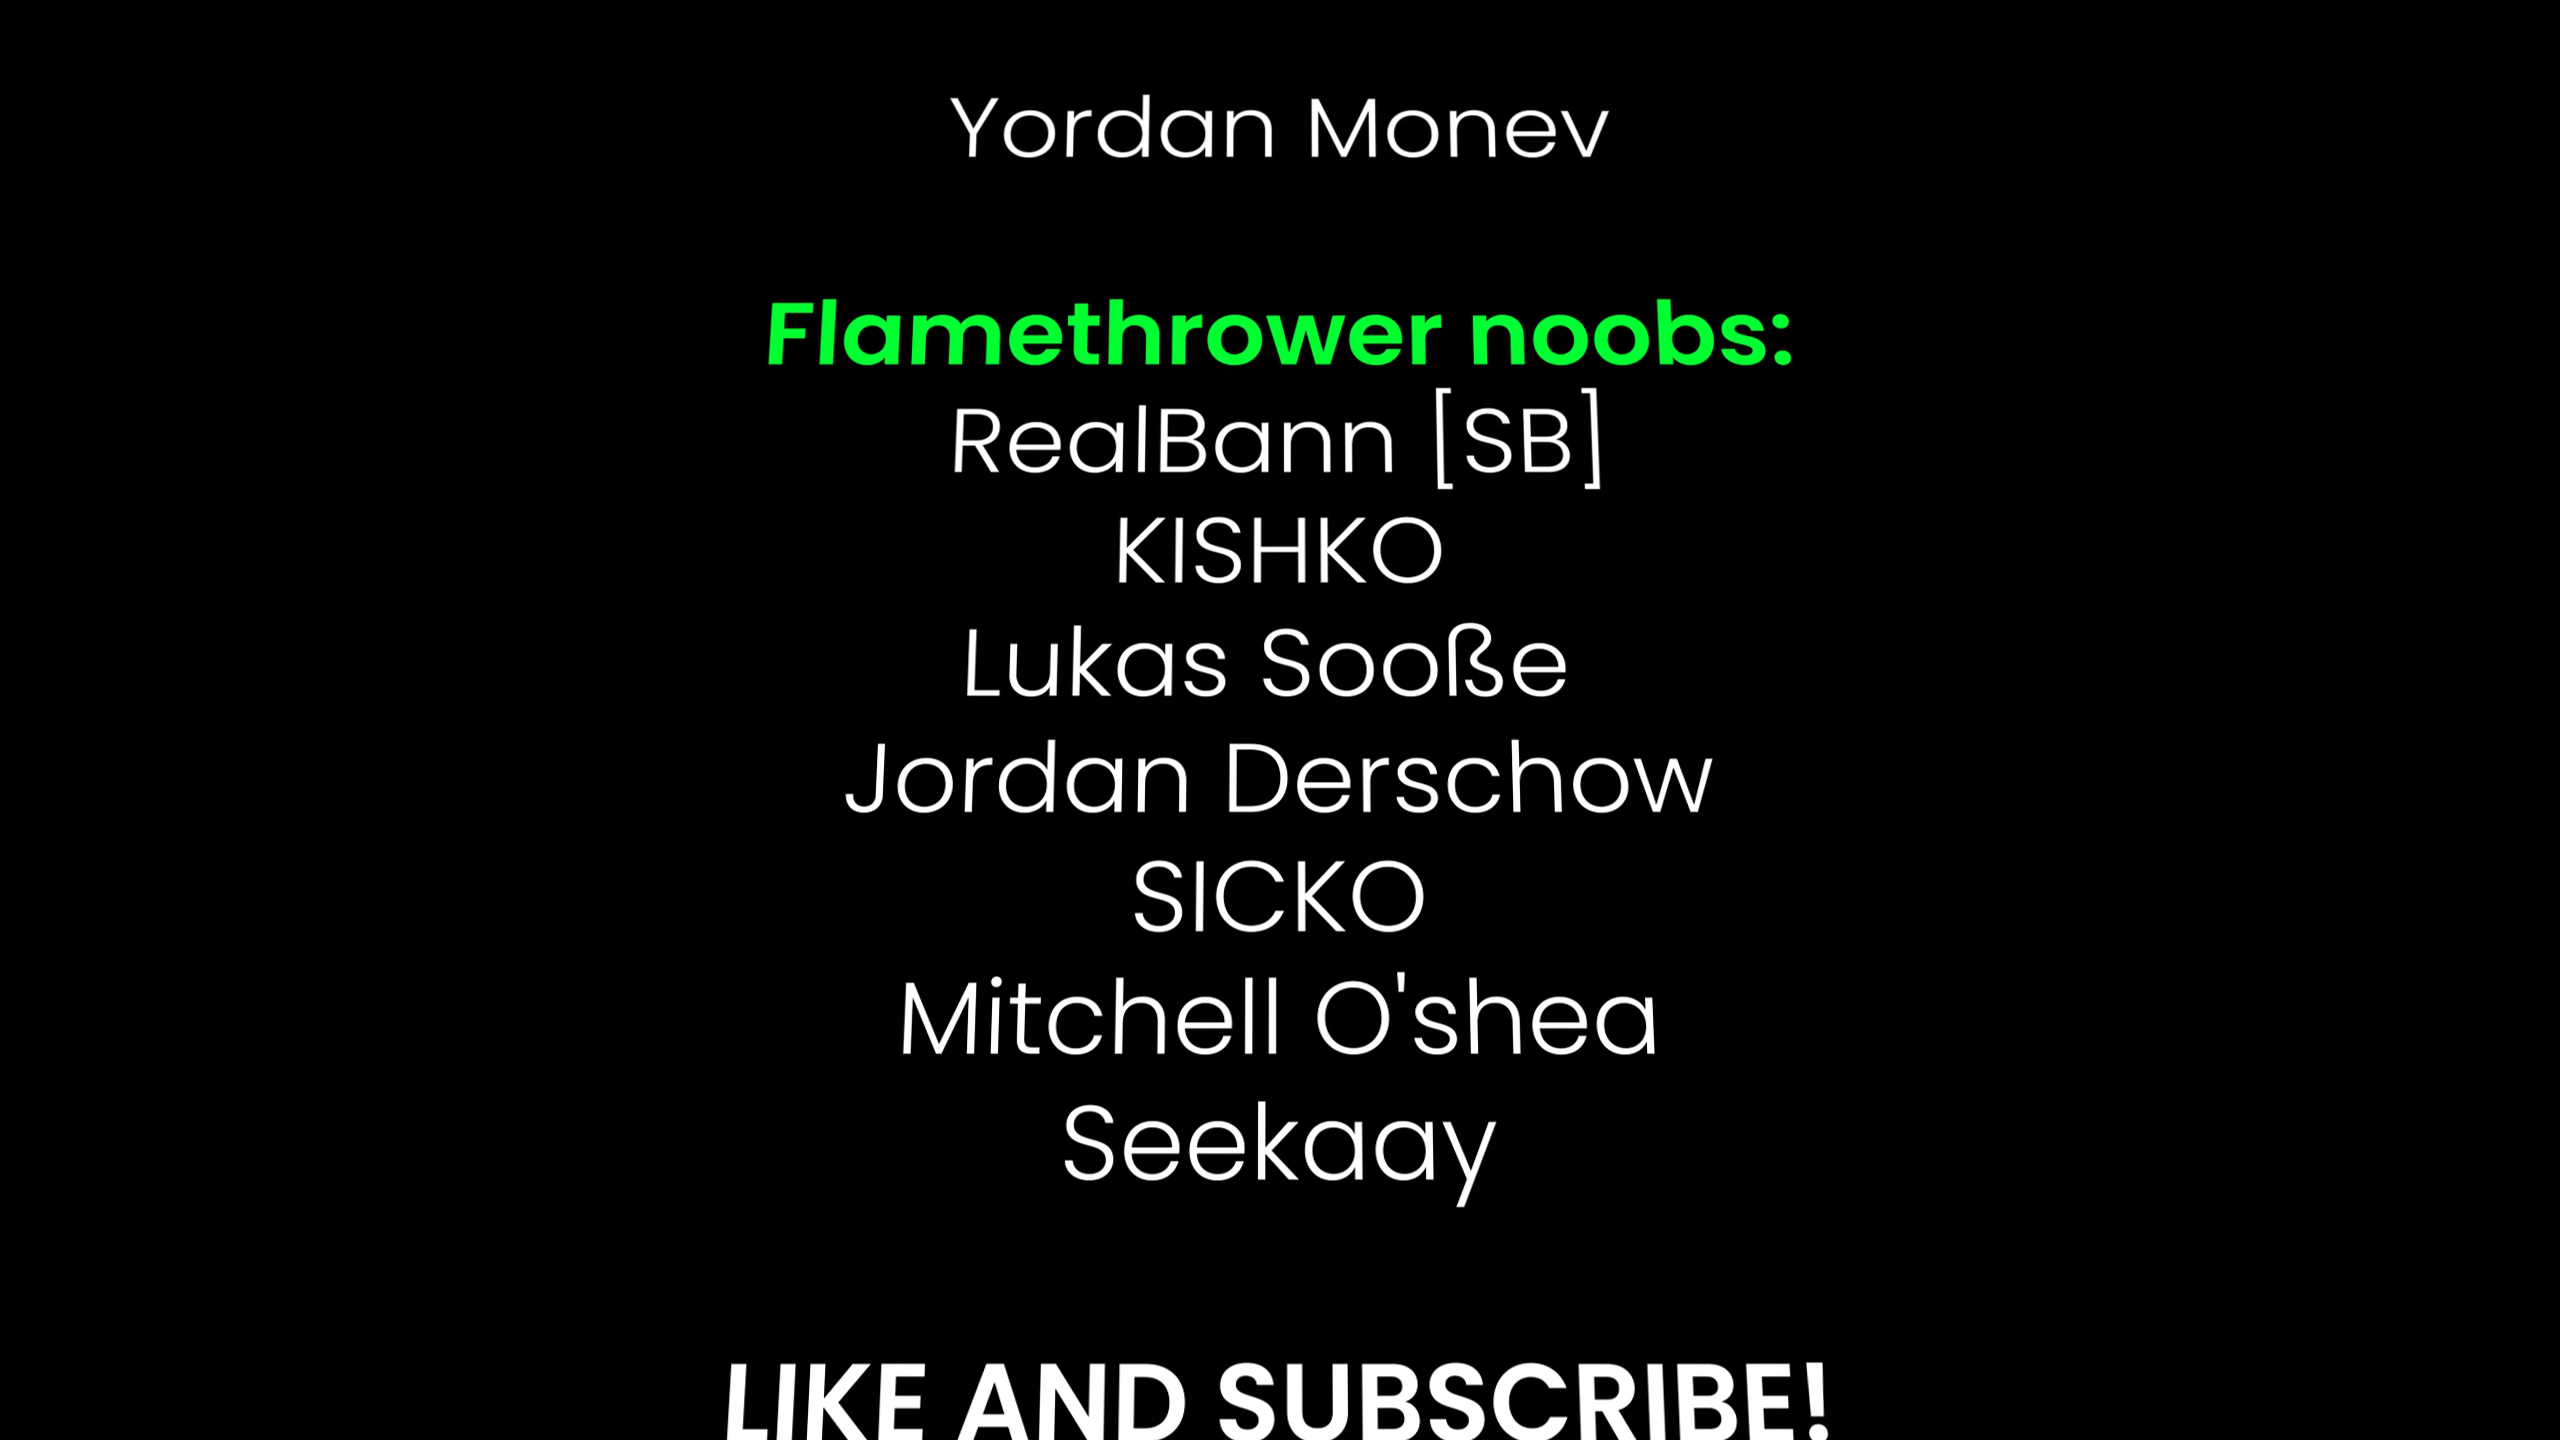 Yordan Monev
Flamethrower noobs:
RealBann [SB]
KISHKO
Lukas Sooße
Jordan Derschow
SICKO
Mitchell O'shea
Seekaay
LIKE AND SUBSCRIBE!